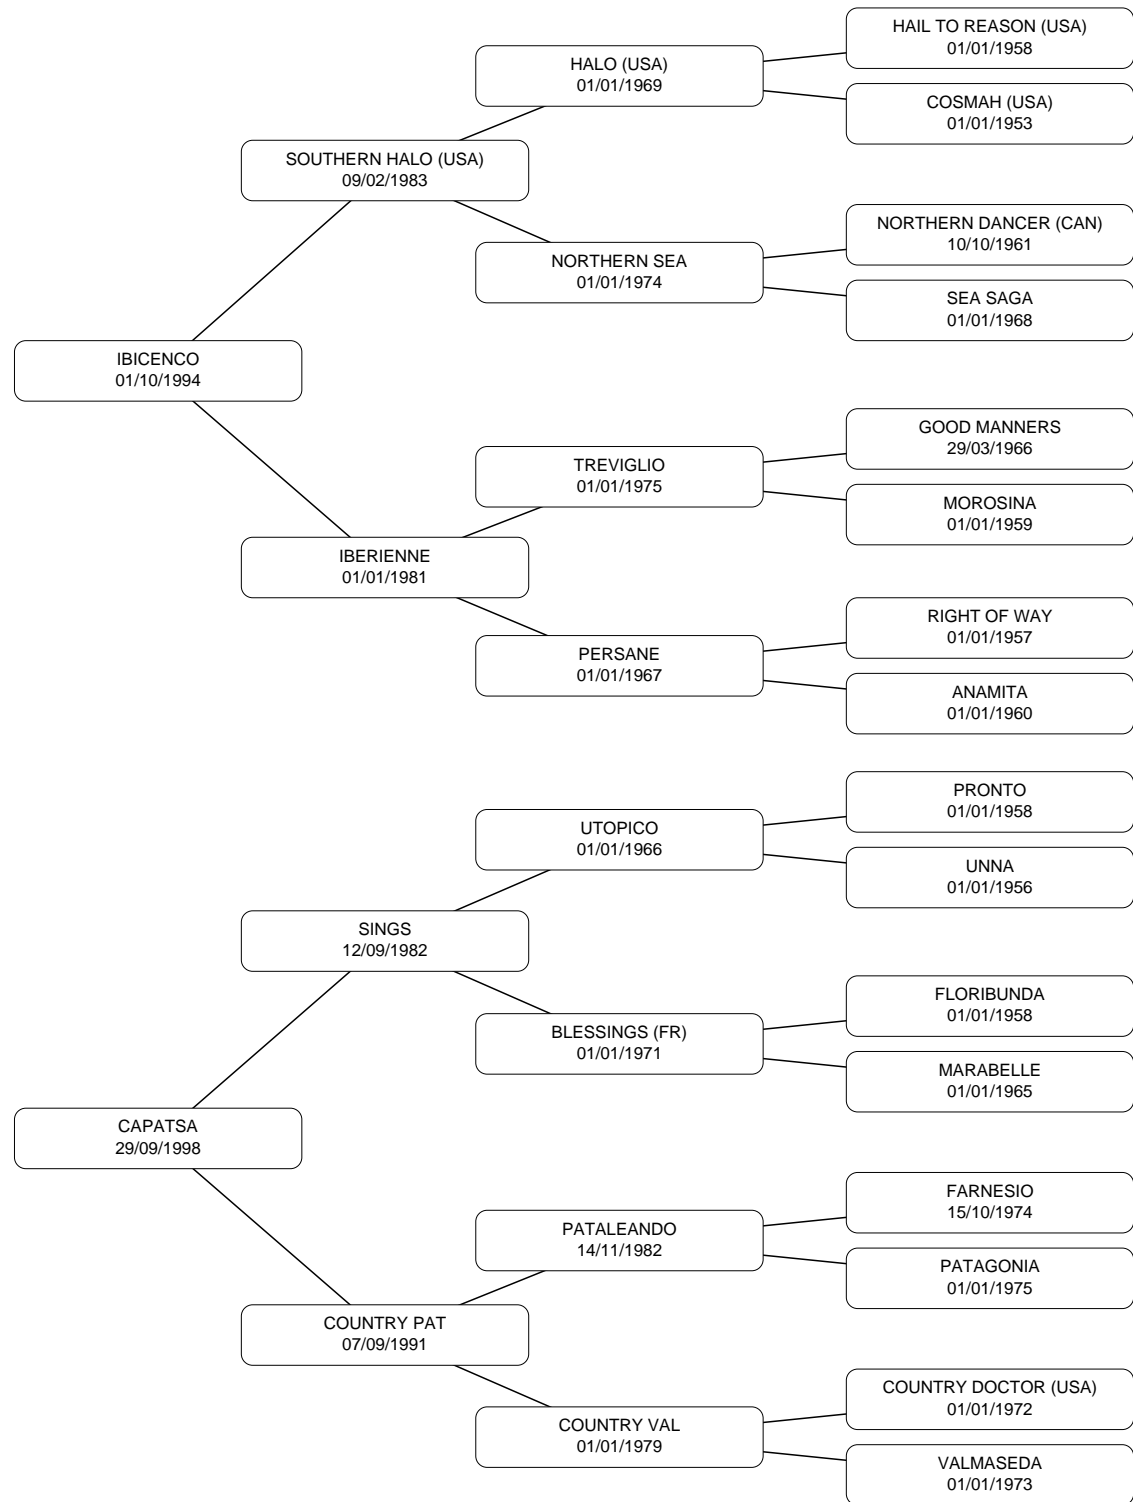 HAIL TO REASON (USA)
01/01/1958
HALO (USA)
01/01/1969
COSMAH (USA)
01/01/1953
SOUTHERN HALO (USA)
09/02/1983
NORTHERN DANCER (CAN)
10/10/1961
NORTHERN SEA
01/01/1974
SEA SAGA
01/01/1968
IBICENCO
01/10/1994
GOOD MANNERS
29/03/1966
TREVIGLIO
01/01/1975
MOROSINA
01/01/1959
IBERIENNE
01/01/1981
RIGHT OF WAY
01/01/1957
PERSANE
01/01/1967
ANAMITA
01/01/1960
PRONTO
01/01/1958
UTOPICO
01/01/1966
UNNA
01/01/1956
SINGS
12/09/1982
FLORIBUNDA
01/01/1958
BLESSINGS (FR)
01/01/1971
MARABELLE
01/01/1965
CAPATSA
29/09/1998
FARNESIO
15/10/1974
PATALEANDO
14/11/1982
PATAGONIA
01/01/1975
COUNTRY PAT
07/09/1991
COUNTRY DOCTOR (USA)
01/01/1972
COUNTRY VAL
01/01/1979
VALMASEDA
01/01/1973